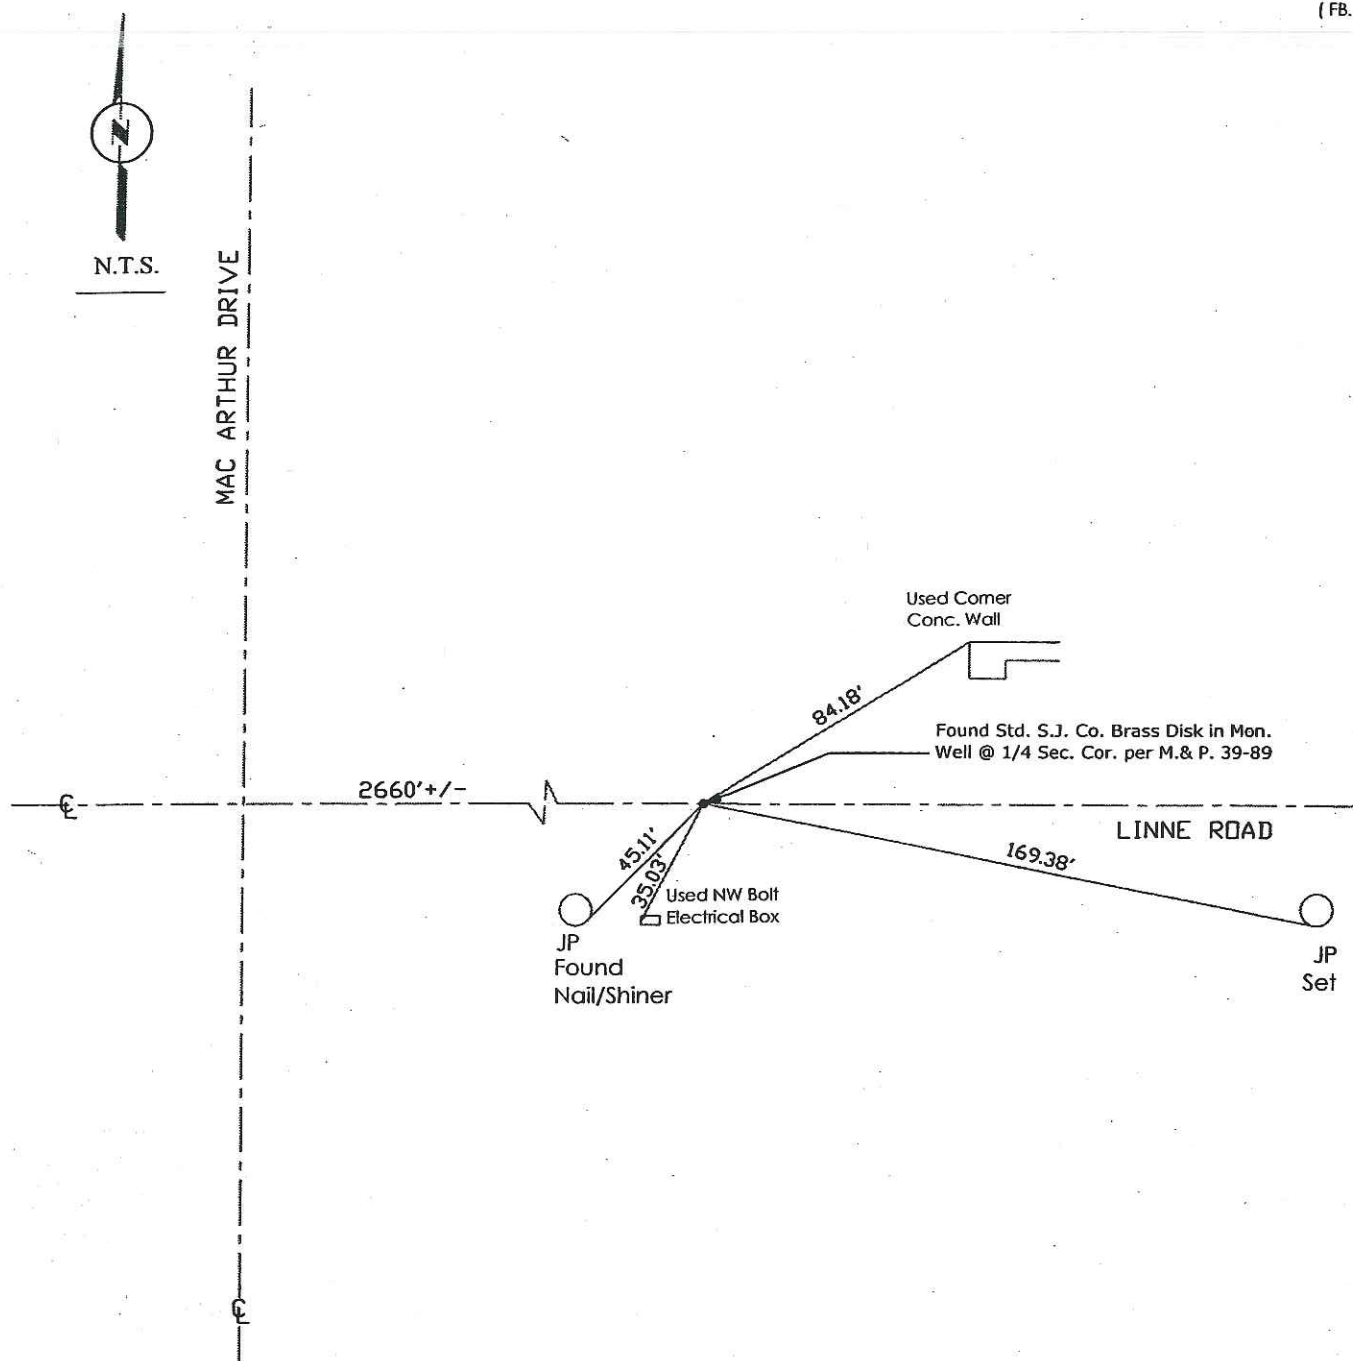 ( FB.
N
N.T.S.
MAC ARTHUR DRIVE
Used Corner
Conc. Wall
84.18'
Found Std. S.J. Co. Brass Disk in Mon.
Well @ 1/4 Sec. Cor. per M.& P. 39-89
℄
2660'+/-
LINNE ROAD
45.11'
35.03'
169.38'
Used NW Bolt
Electrical Box
JP
Found
Nail/Shiner
JP
Set
℄